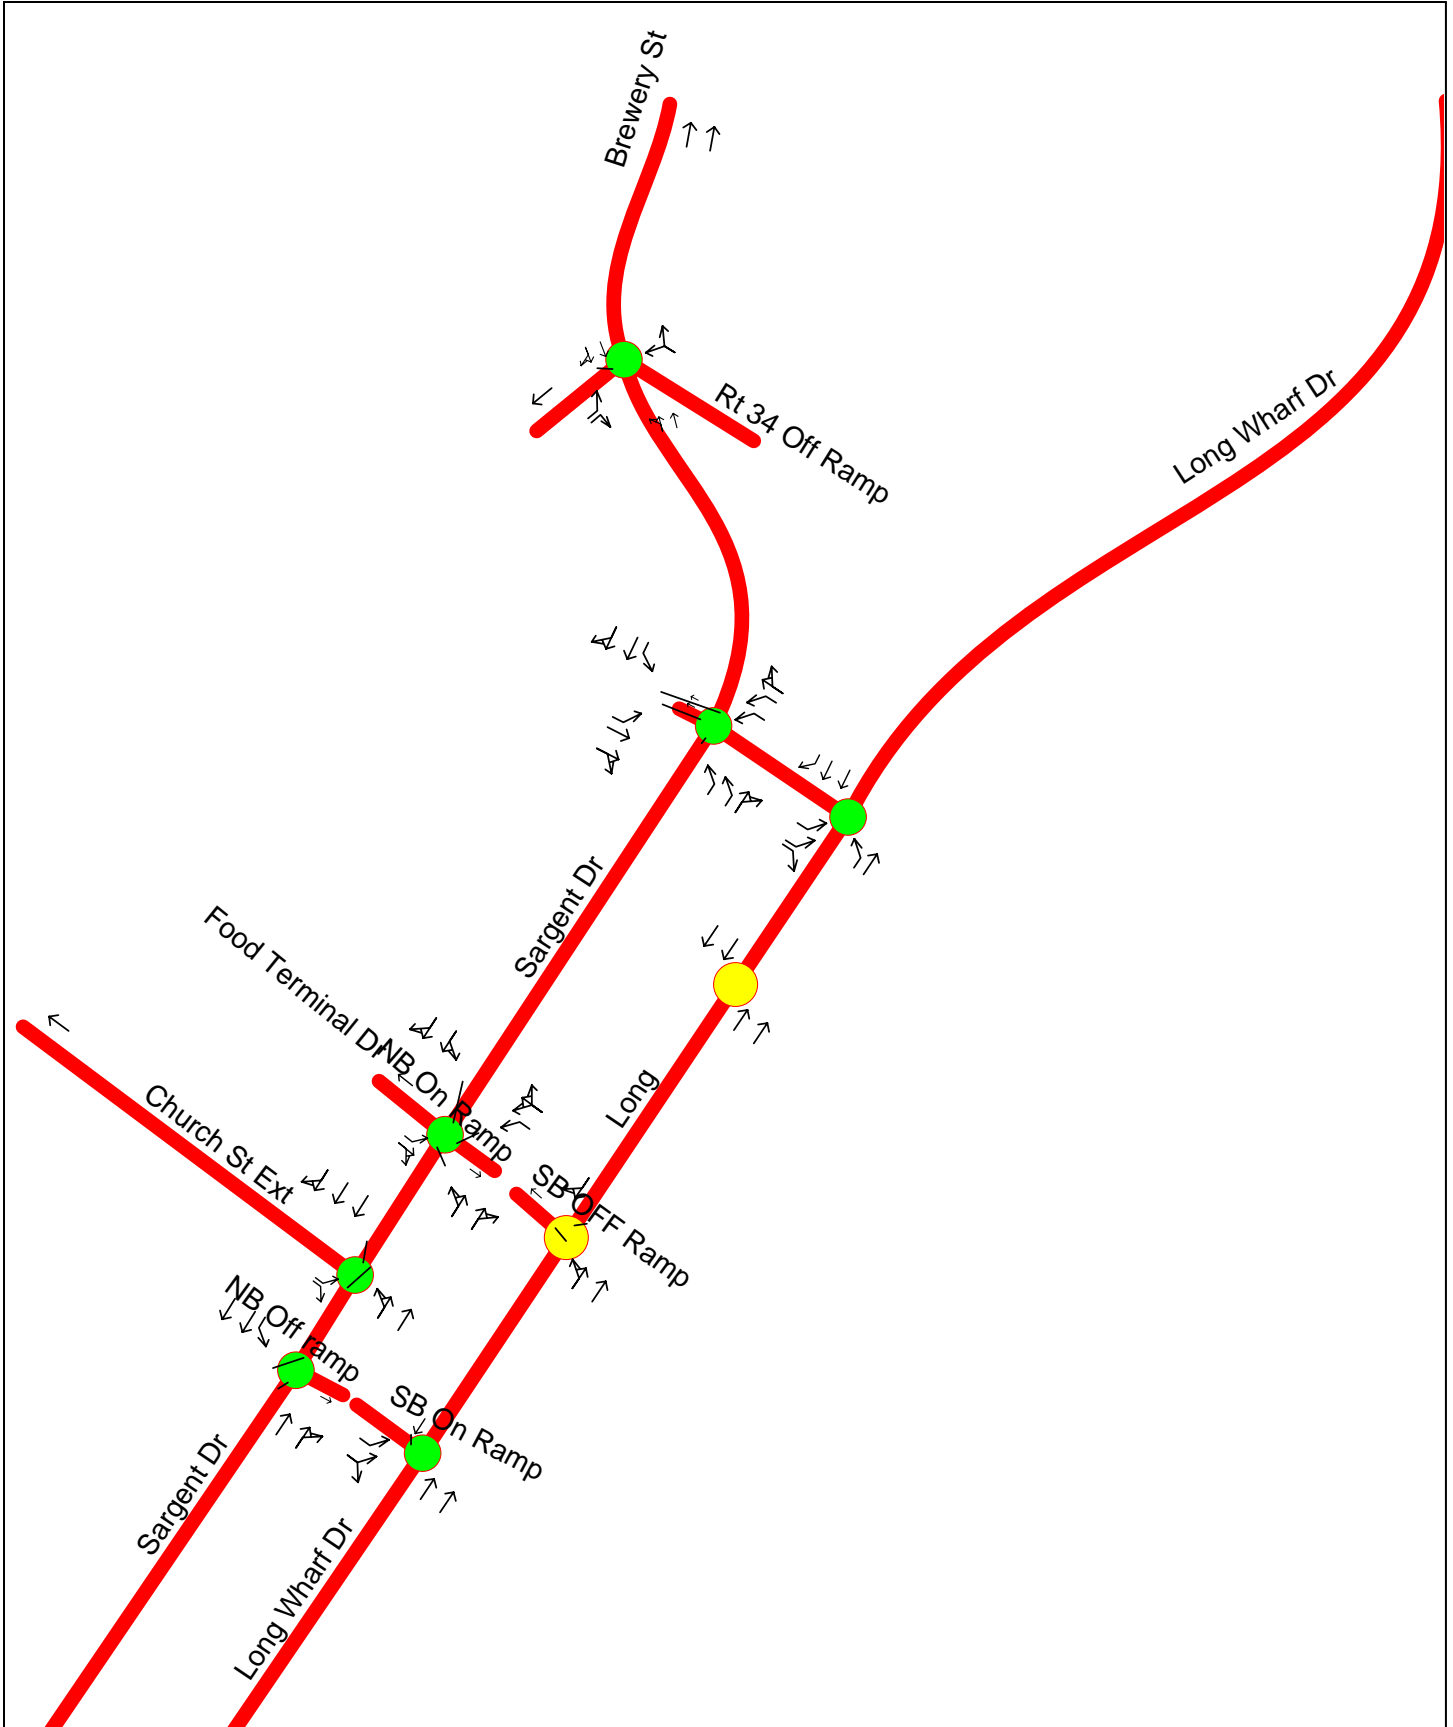 Brewery St
Rt 34 Off Ramp
Long Wharf Dr
Sargent Dr
Food Terminal Dr
NB On Ramp
Long
Church St Ext
SB OFF Ramp
NB Off ramp
SB On Ramp
Sargent Dr
Long Wharf Dr